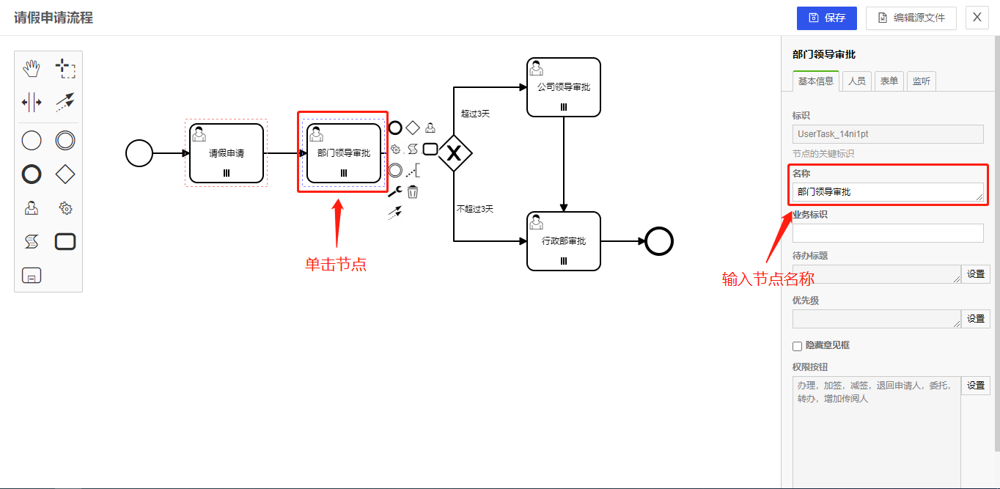 请假申请流程
保存
编辑源文件
X
部门领导审批
基本信息
人员
表单
监听
标识
UserTask_14ni1pt
节点的关键标识
名称
部门领导审批
业务标识
待办标题
设置
优先级
设置
隐藏意见框
权限按钮
办理，加签，减签，退回申请人，委托，
转办，增加传阅人
设置
请假申请
部门领导审批
超过3天
不超过3天
公司领导审批
行政部审批
单击节点
输入节点名称